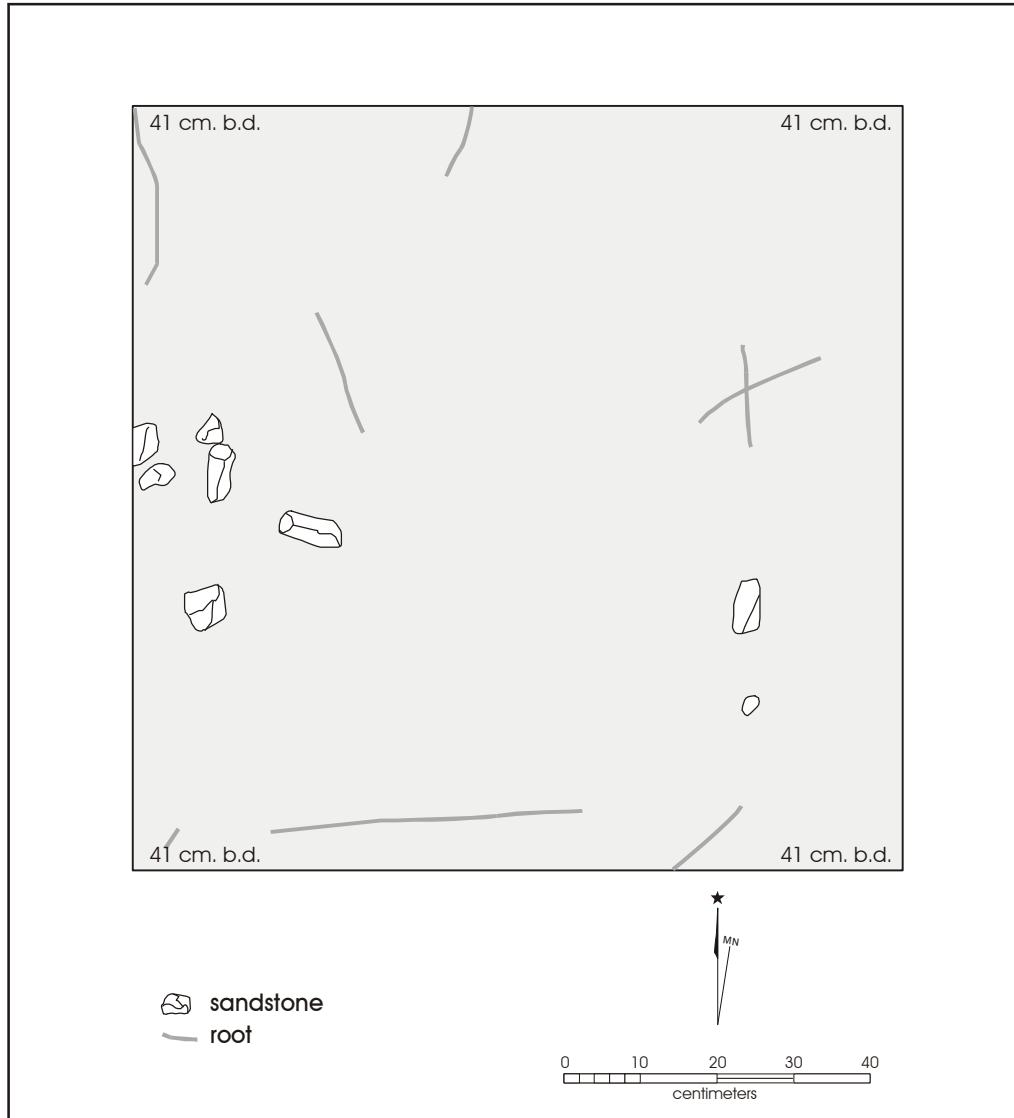 41 cm. b.d. 41 cm. b.d.
41 cm. b.d. 41 cm. b.d.
MN
sandstone
root
0 10 20 30 40
centimeters